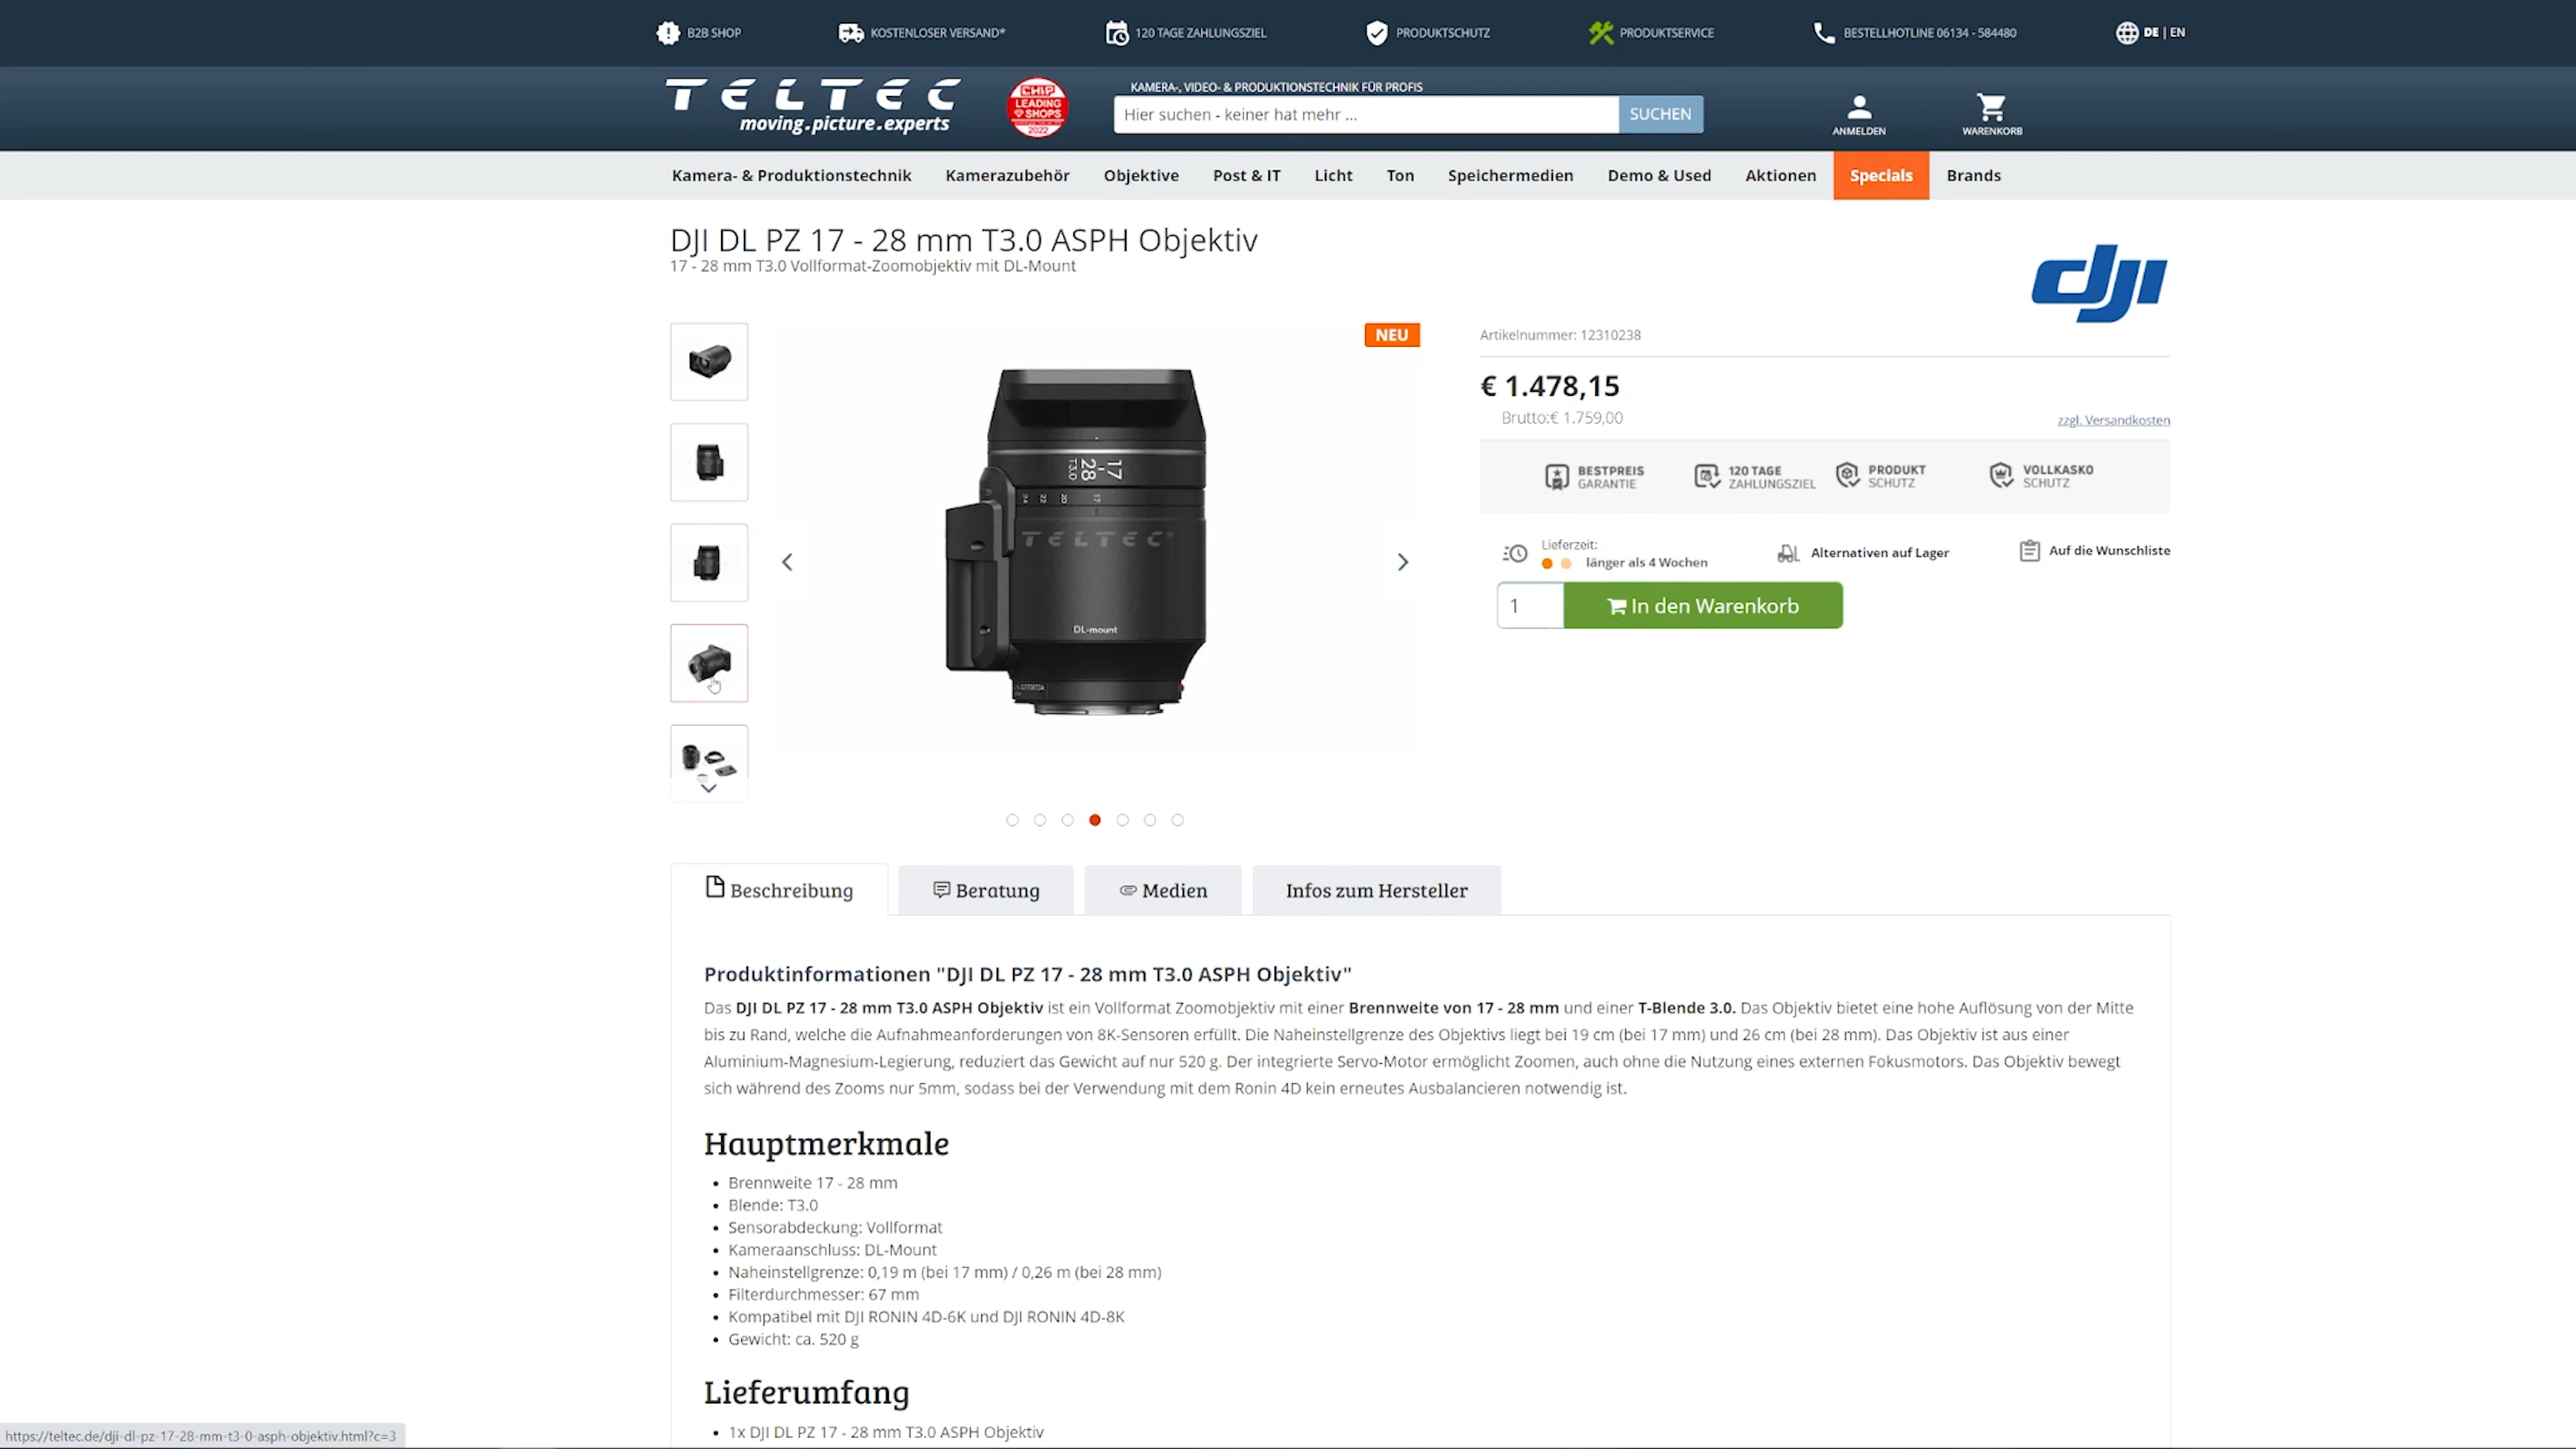 B2B SHOP
KOSTENLOSER VERSAND*
120 TAGE ZAHLUNGSZIEL
PRODUKTSCHUTZ
PRODUKTSERVICE
BESTELLHOTLINE 06134 - 584480
DE | EN
TELTEC
moving.picture.experts
CHIP
LEADING
SHOPS
2022
KAMERA-, VIDEO- & PRODUKTIONSTECHNIK FÜR PROFIS
Hier suchen - keiner hat mehr ...
SUCHEN
ANMELDEN
WARENKORB
Kamera- & Produktionstechnik
Kamerazubehör
Objektive
Post & IT
Licht
Ton
Speichermedien
Demo & Used
Aktionen
Specials
Brands
DJI DL PZ 17 - 28 mm T3.0 ASPH Objektiv
17 - 28 mm T3.0 Vollformat-Zoomobjektiv mit DL-Mount
dji
NEU
Artikelnummer: 12310238
€ 1.478,15
Brutto:€ 1.759,00
zzgl. Versandkosten
BESTPREIS
GARANTIE
120 TAGE
ZAHLUNGSZIEL
PRODUKT
SCHUTZ
VOLLKASKO
SCHUTZ
Lieferzeit:
länger als 4 Wochen
Alternativen auf Lager
Auf die Wunschliste
1
In den Warenkorb
17
28
T3.0
24 22 20 17
TELTEC®
DL-mount
Beschreibung
Beratung
Medien
Infos zum Hersteller
Produktinformationen "DJI DL PZ 17 - 28 mm T3.0 ASPH Objektiv"
Das DJI DL PZ 17 - 28 mm T3.0 ASPH Objektiv ist ein Vollformat Zoomobjektiv mit einer Brennweite von 17 - 28 mm und einer T-Blende 3.0. Das Objektiv bietet eine hohe Auflösung von der Mitte
bis zu Rand, welche die Aufnahmeanforderungen von 8K-Sensoren erfüllt. Die Naheinstellgrenze des Objektivs liegt bei 19 cm (bei 17 mm) und 26 cm (bei 28 mm). Das Objektiv ist aus einer
Aluminium-Magnesium-Legierung, reduziert das Gewicht auf nur 520 g. Der integrierte Servo-Motor ermöglicht Zoomen, auch ohne die Nutzung eines externen Fokusmotors. Das Objektiv bewegt
sich während des Zooms nur 5mm, sodass bei der Verwendung mit dem Ronin 4D kein erneutes Ausbalancieren notwendig ist.
Hauptmerkmale
• Brennweite 17 - 28 mm
• Blende: T3.0
• Sensorabdeckung: Vollformat
• Kameraanschluss: DL-Mount
• Naheinstellgrenze: 0,19 m (bei 17 mm) / 0,26 m (bei 28 mm)
• Filterdurchmesser: 67 mm
• Kompatibel mit DJI RONIN 4D-6K und DJI RONIN 4D-8K
• Gewicht: ca. 520 g
Lieferumfang
• 1x DJI DL PZ 17 - 28 mm T3.0 ASPH Objektiv
https://teltec.de/dji-dl-pz-17-28-mm-t3-0-asph-objektiv.html?c=3